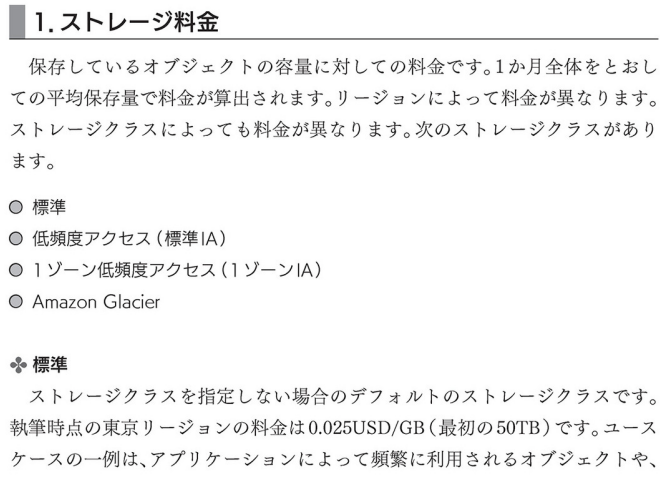 1. ストレージ料金
保存しているオブジェクトの容量に対しての料金です。1か月全体をとおし
ての平均保存量で料金が算出されます。リージョンによって料金が異なります。
ストレージクラスによっても料金が異なります。次のストレージクラスがあり
ます。
標準
低頻度アクセス（標準IA）
1ゾーン低頻度アクセス（1ゾーンIA）
Amazon Glacier
標準
ストレージクラスを指定しない場合のデフォルトのストレージクラスです。
執筆時点の東京リージョンの料金は0.025USD/GB（最初の50TB）です。ユース
ケースの一例は、アプリケーションによって頻繁に利用されるオブジェクトや、